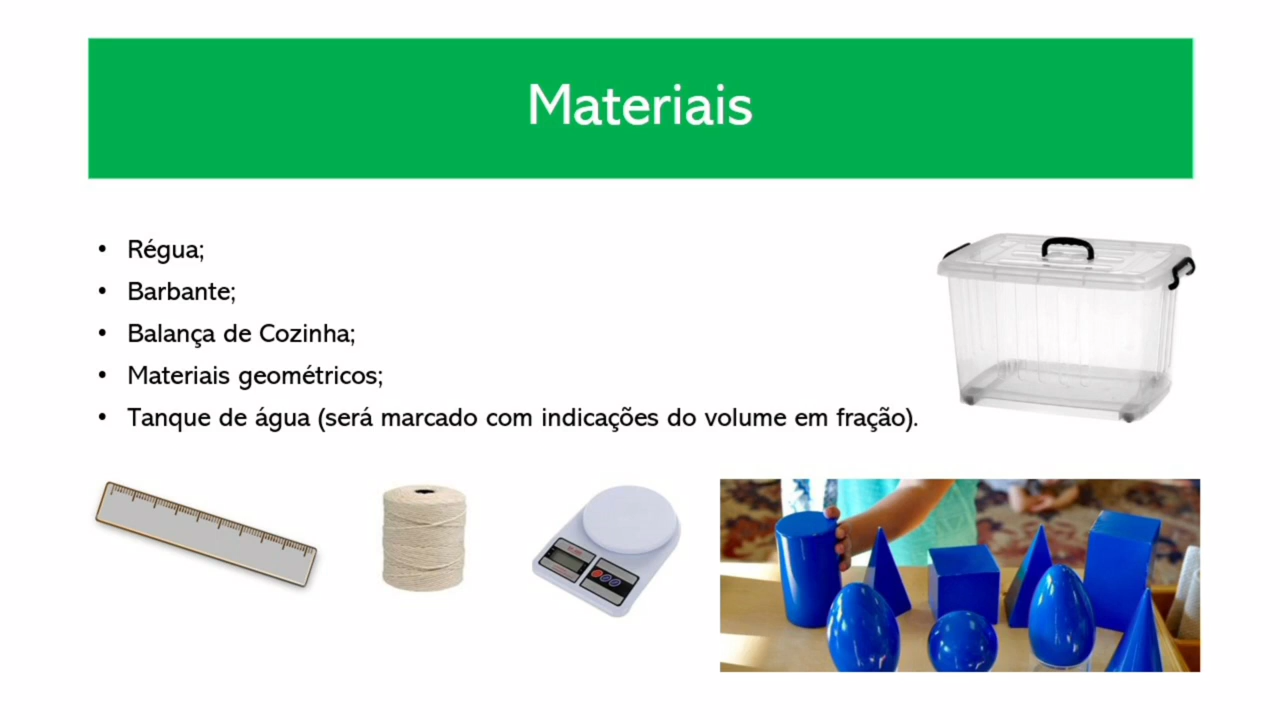 Materiais
• Régua;
• Barbante;
• Balança de Cozinha;
• Materiais geométricos;
• Tanque de água (será marcado com indicações do volume em fração).